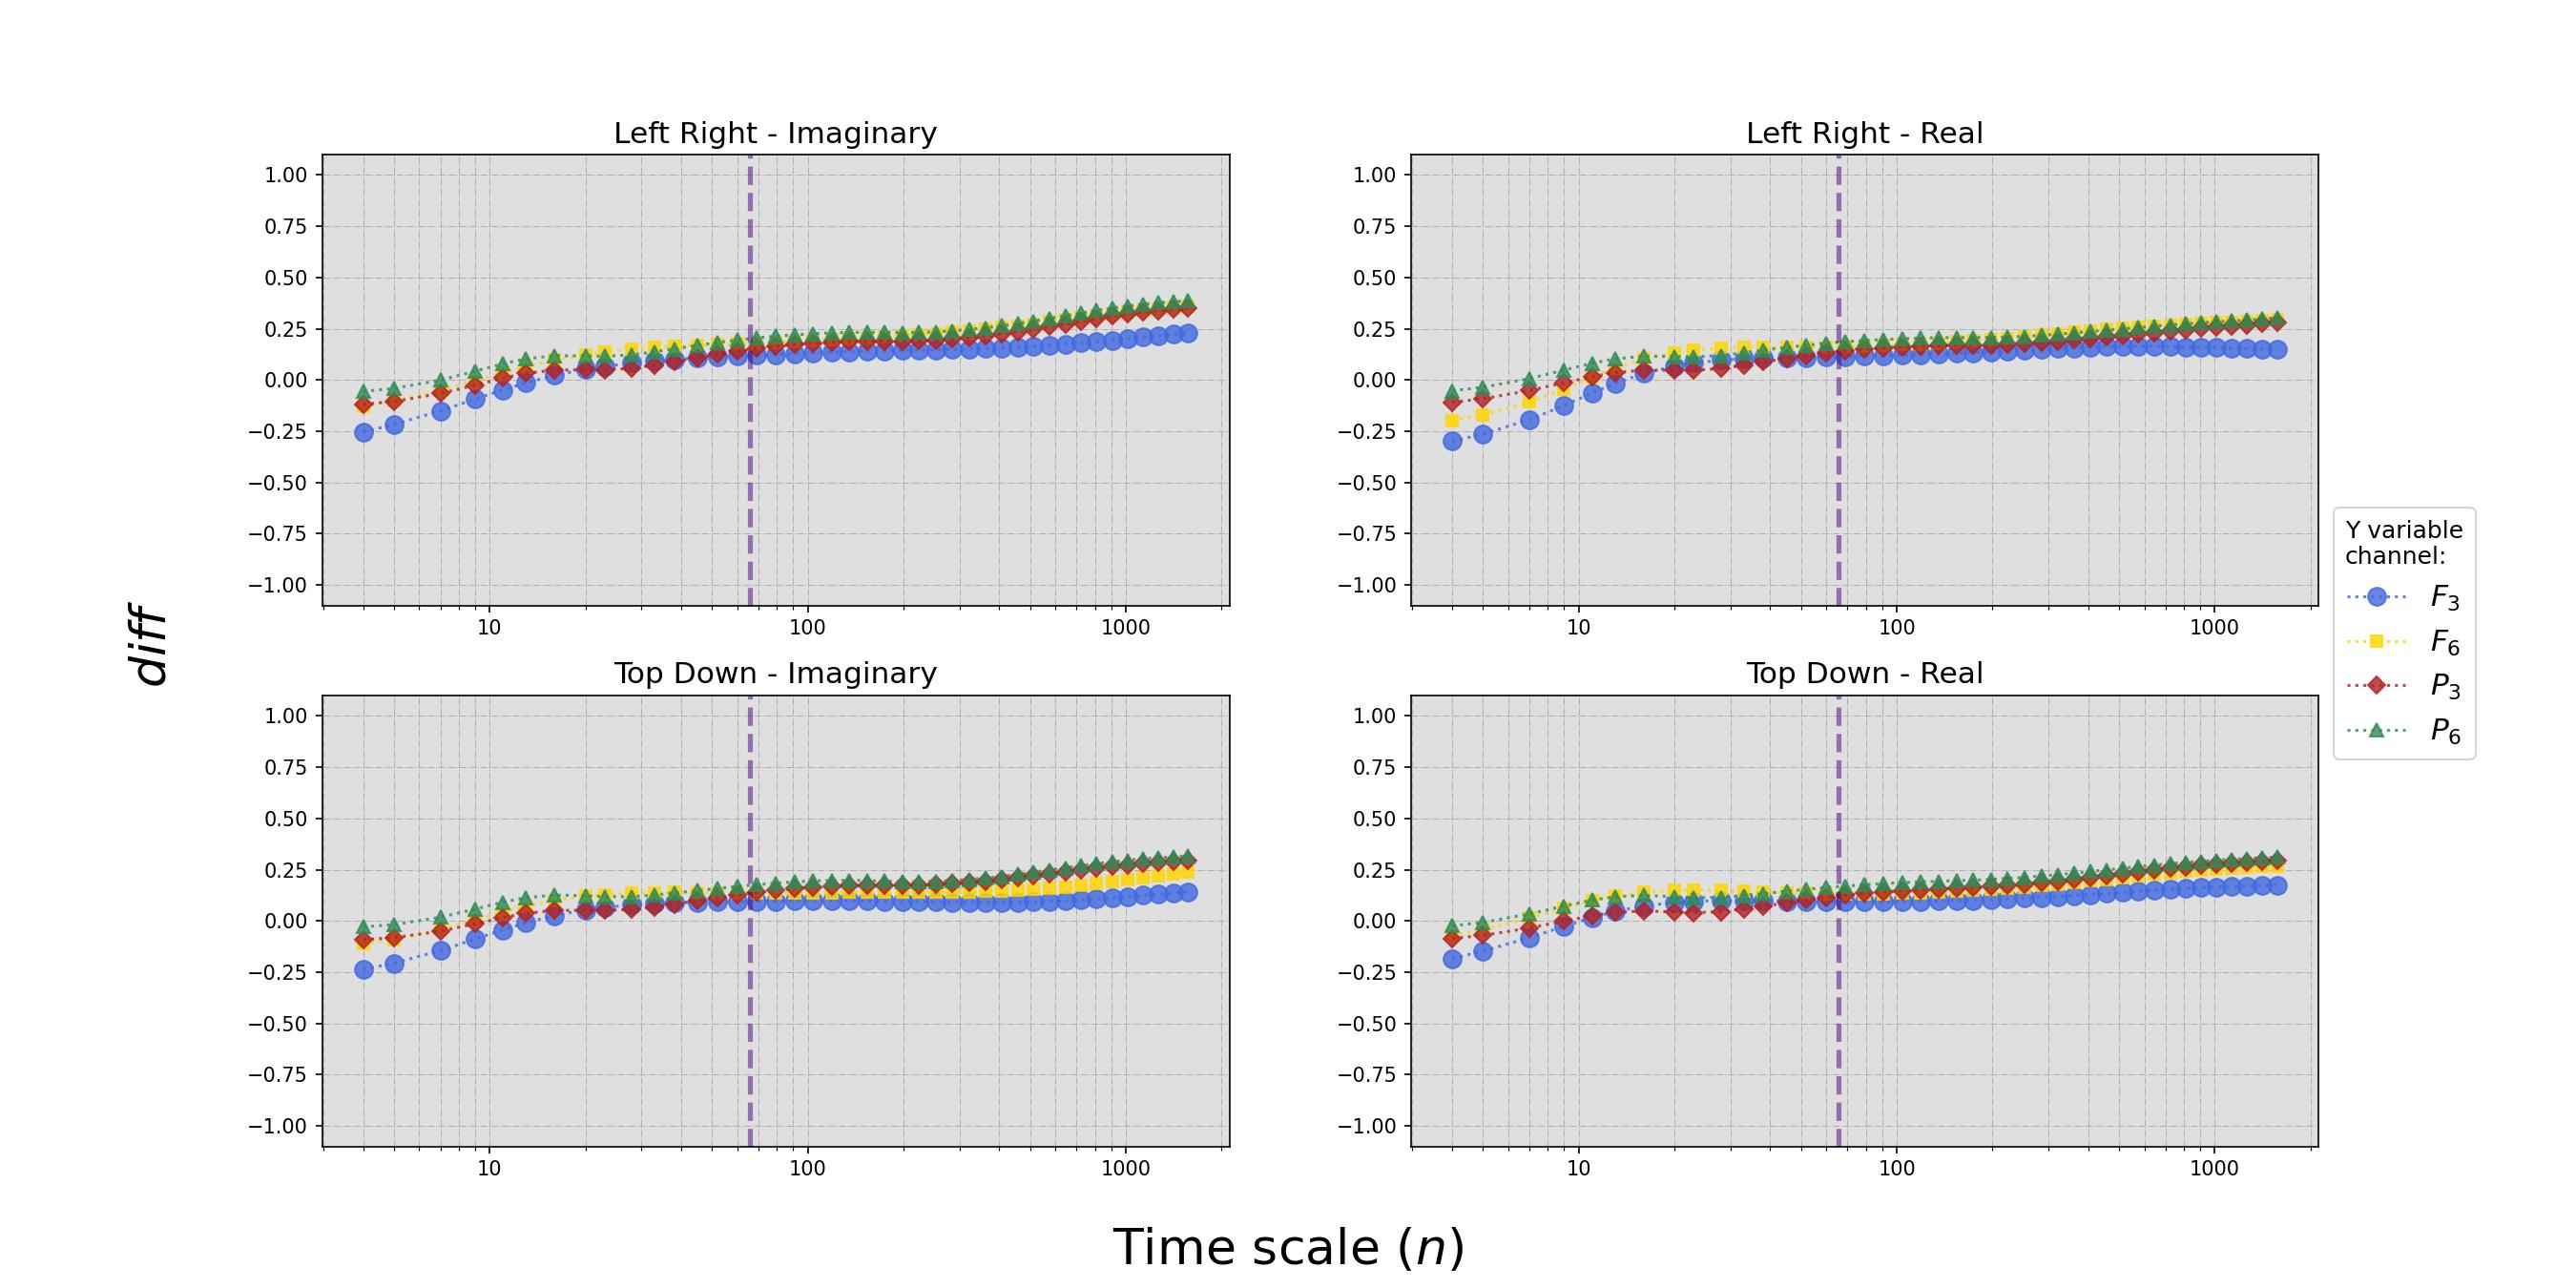 Left Right - Imaginary
1.00
0.75
0.50
0.25
0.00
−0.25
−0.50
−0.75
−1.00
10 100 1000
Left Right - Real
1.00
0.75
0.50
0.25
0.00
−0.25
−0.50
−0.75
−1.00
10 100 1000
diff
Top Down - Imaginary
1.00
0.75
0.50
0.25
0.00
−0.25
−0.50
−0.75
−1.00
10 100 1000
Top Down - Real
1.00
0.75
0.50
0.25
0.00
−0.25
−0.50
−0.75
−1.00
10 100 1000
Y variable
channel:
F3
F6
P3
P6
Time scale (n)